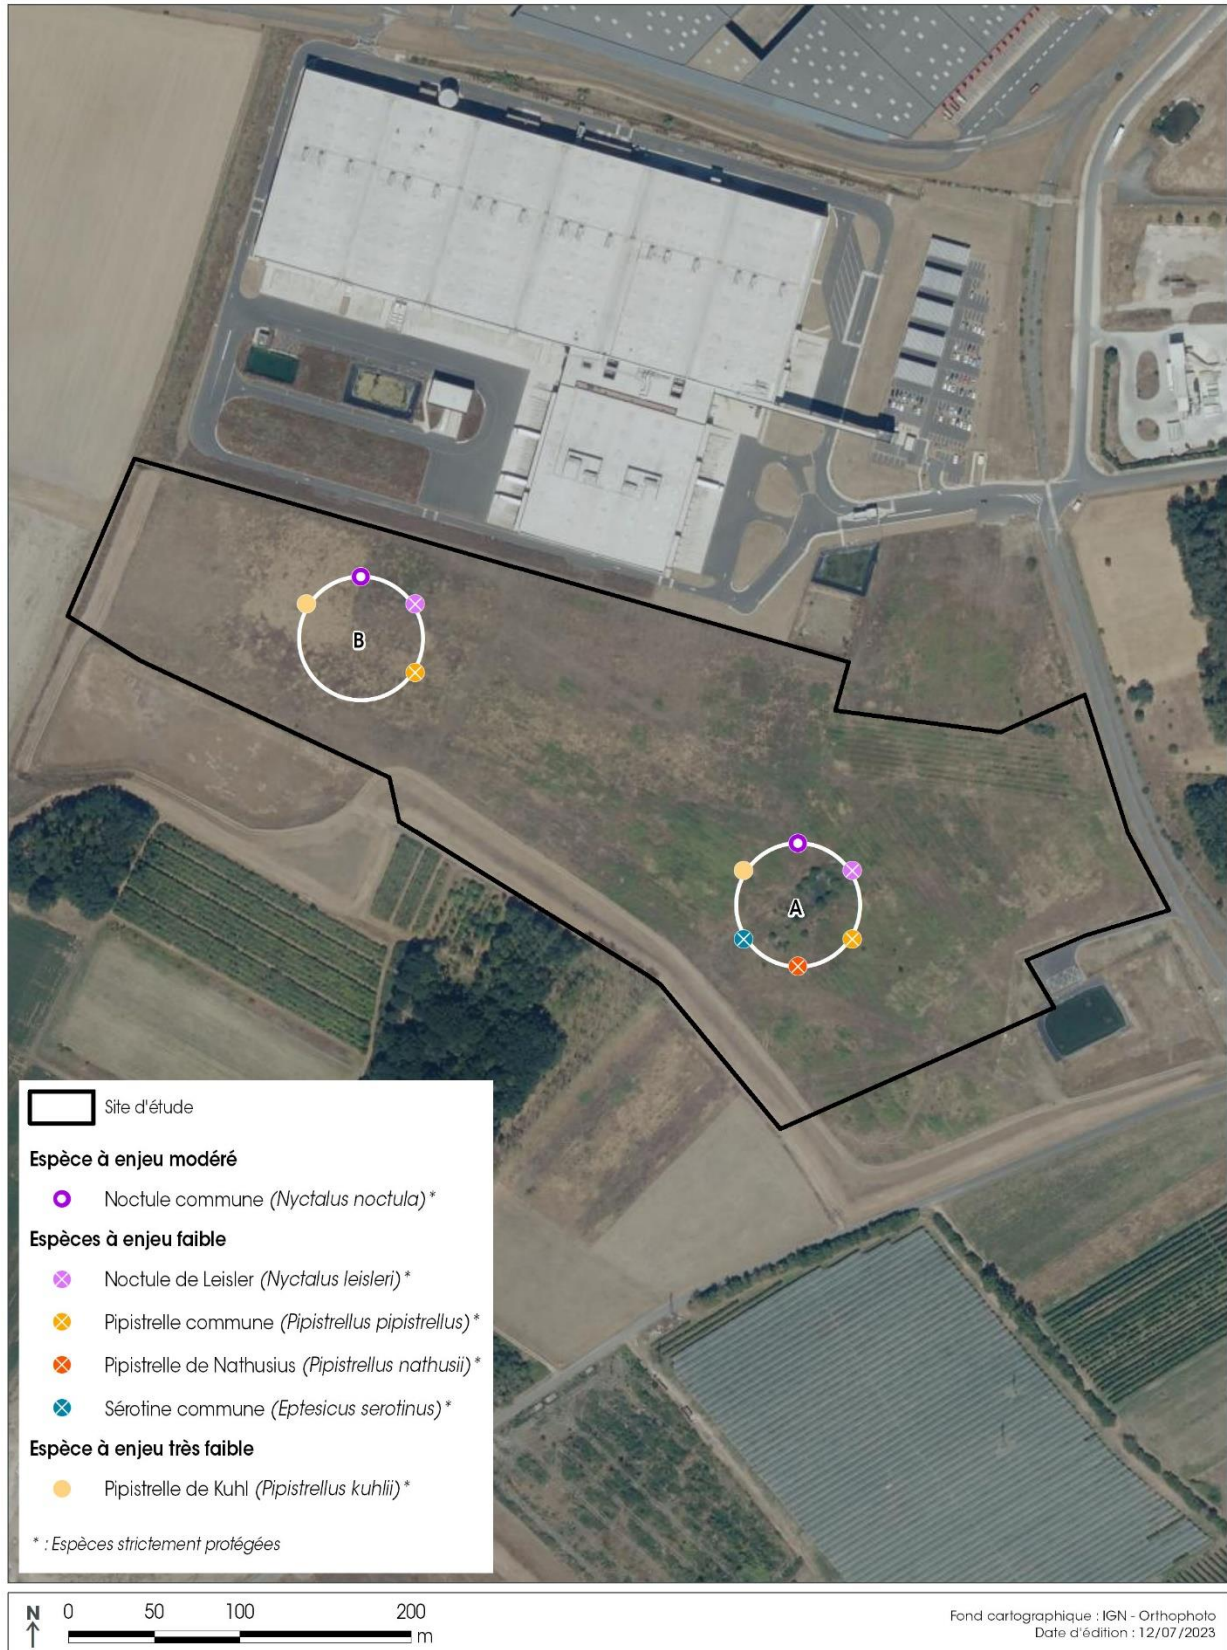 B
A
Site d'étude
Espèce à enjeu modéré
Noctule commune (Nyctalus noctula)*
Espèces à enjeu faible
Noctule de Leisler (Nyctalus leisleri)*
Pipistrelle commune (Pipistrellus pipistrellus)*
Pipistrelle de Nathusius (Pipistrellus nathusii)*
Sérotine commune (Eptesicus serotinus)*
Espèce à enjeu très faible
Pipistrelle de Kuhl (Pipistrellus kuhlii)*
* : Espèces strictement protégées
N 0 50 100 200
m
Fond cartographique : IGN - Orthophoto
Date d'édition : 12/07/2023